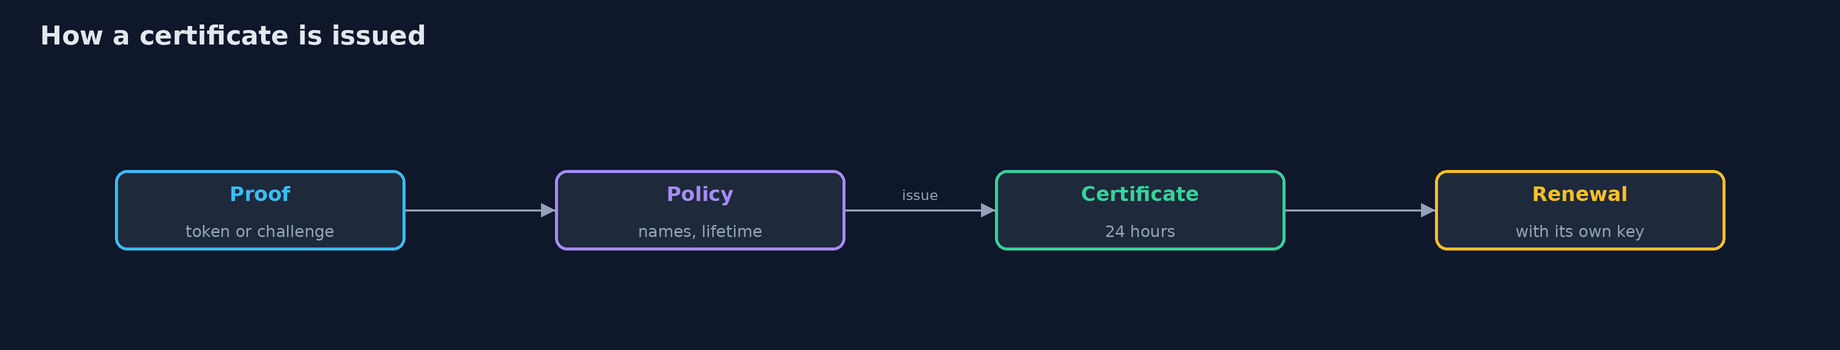 How a certificate is issued
Proof
token or challenge
Policy
names, lifetime
issue
Certificate
24 hours
Renewal
with its own key